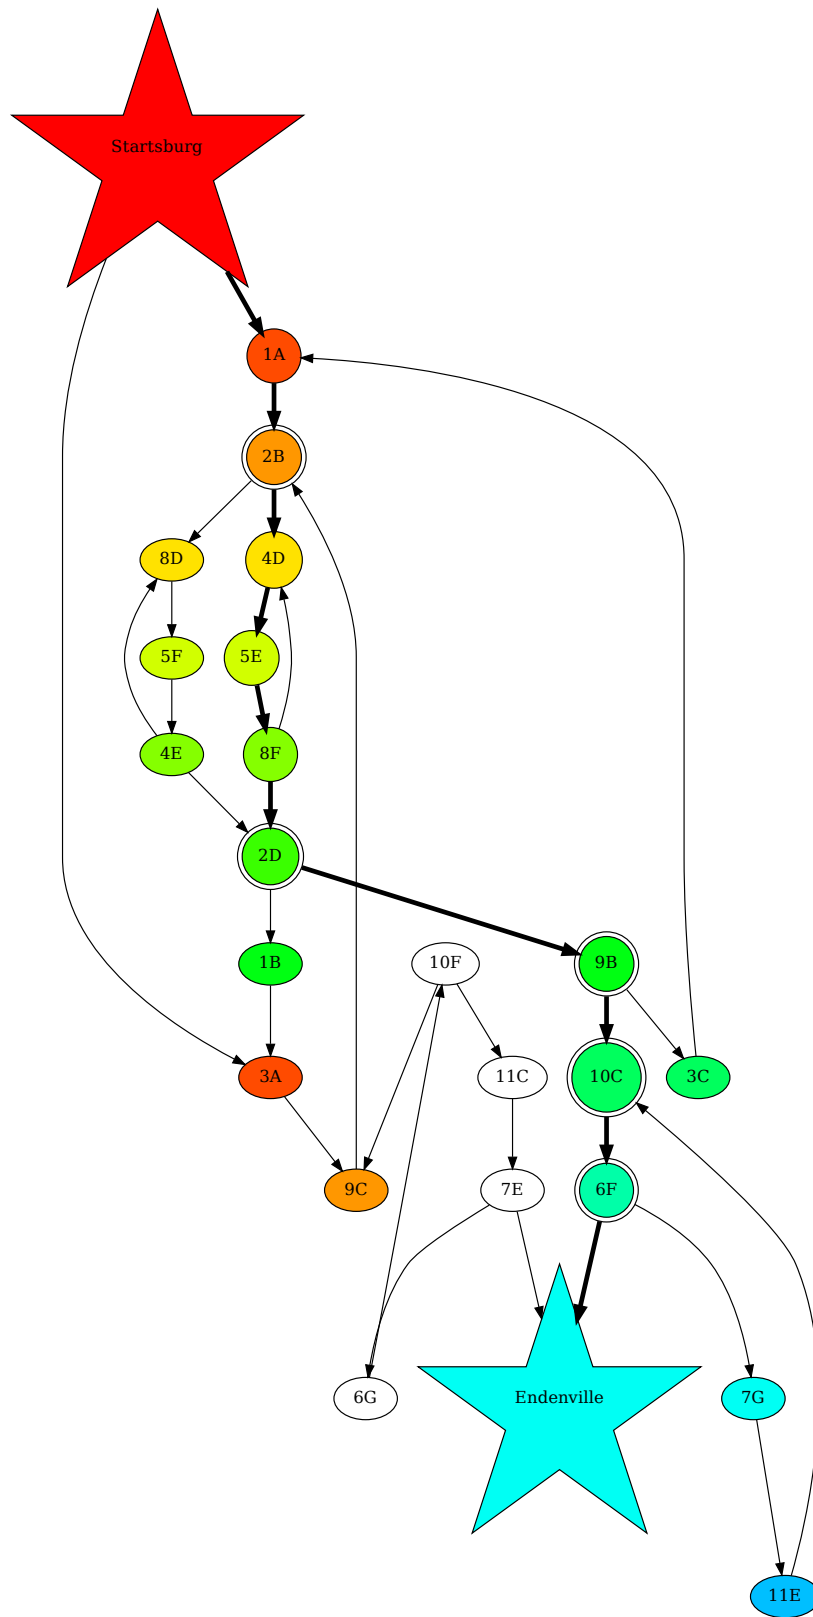 Startsburg
1A
2B
8D
4D
5F
5E
4E
8F
2D
1B
10F
9B
3A
11C
10C
3C
9C
7E
6F
6G
Endenville
7G
11E